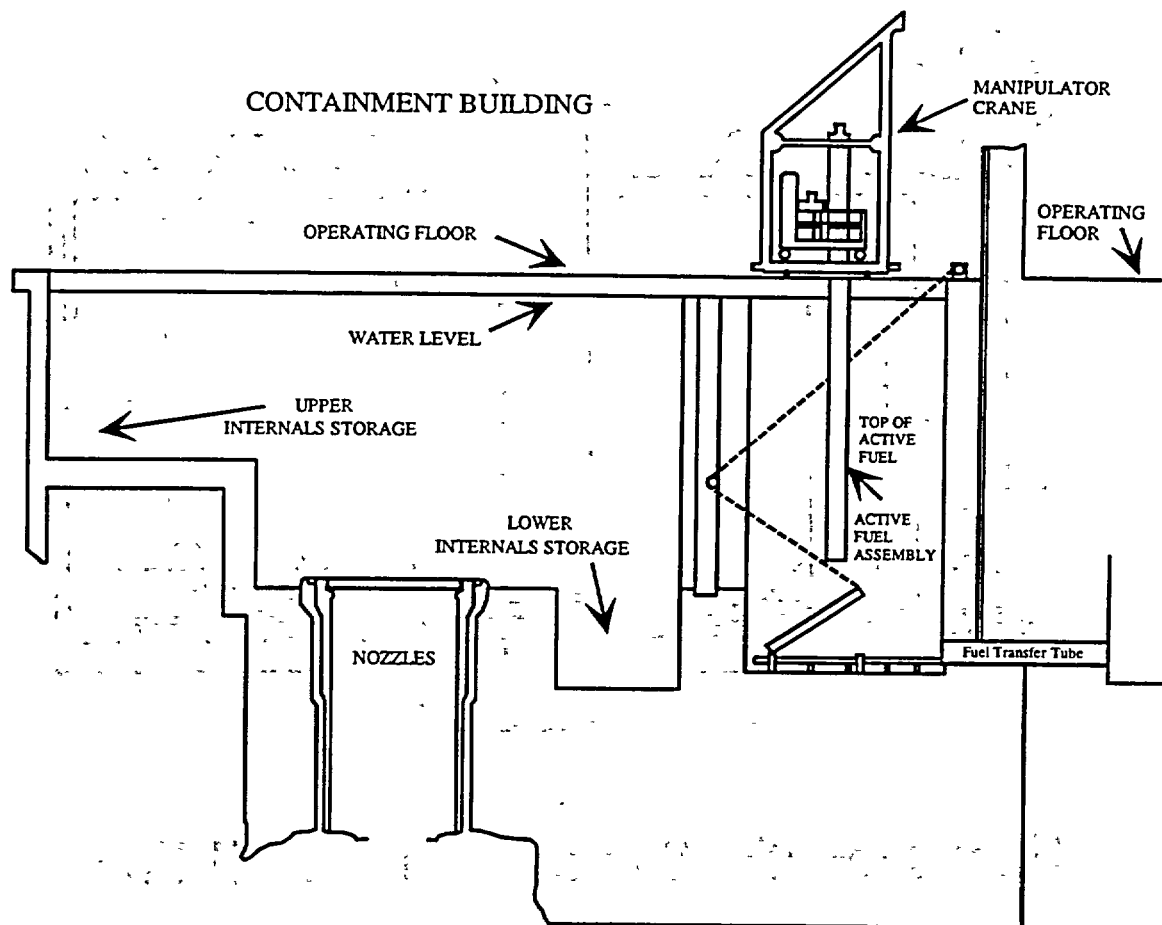 CONTAINMENT BUILDING
MANIPULATOR
CRANE
OPERATING FLOOR
OPERATING
FLOOR
WATER LEVEL
UPPER
INTERNALS STORAGE
TOP OF
ACTIVE
FUEL
LOWER
INTERNALS STORAGE
ACTIVE
FUEL
ASSEMBLY
NOZZLES
Fuel Transfer Tube